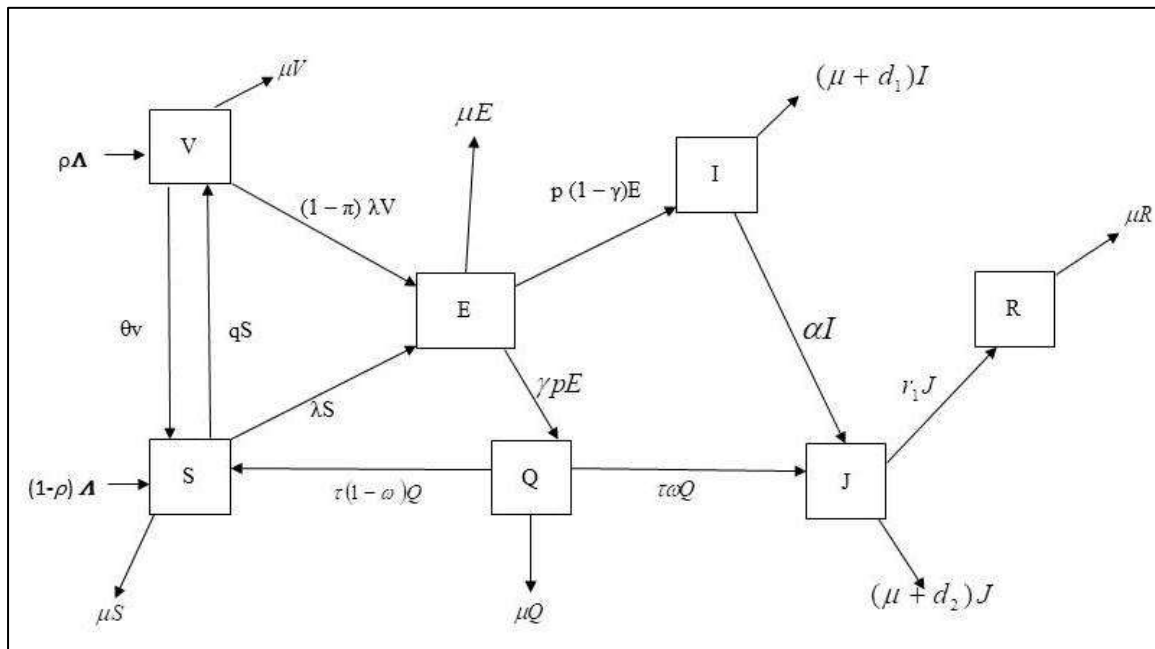 μV
(μ + d₁)I
μE
V
ρΛ
I
p (1 − γ)E
(1 − π) λV
μR
E
R
θv
qS
αI
γpE
r₁J
λS
S
Q
J
(1-ρ) Λ
τ(1 − ω)Q
τωQ
μS
μQ
(μ + d₂)J